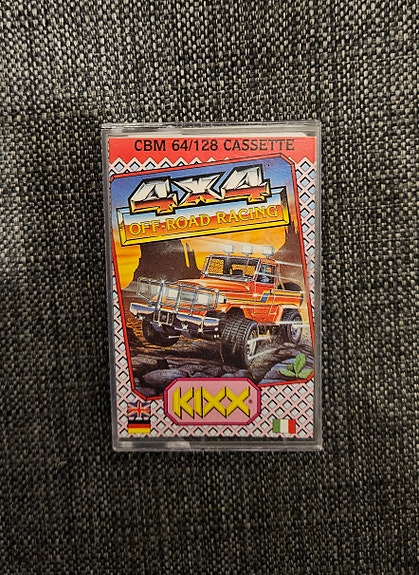 CBM 64/128 CASSETTE
4x4
OFF-ROAD RACING
KIXX